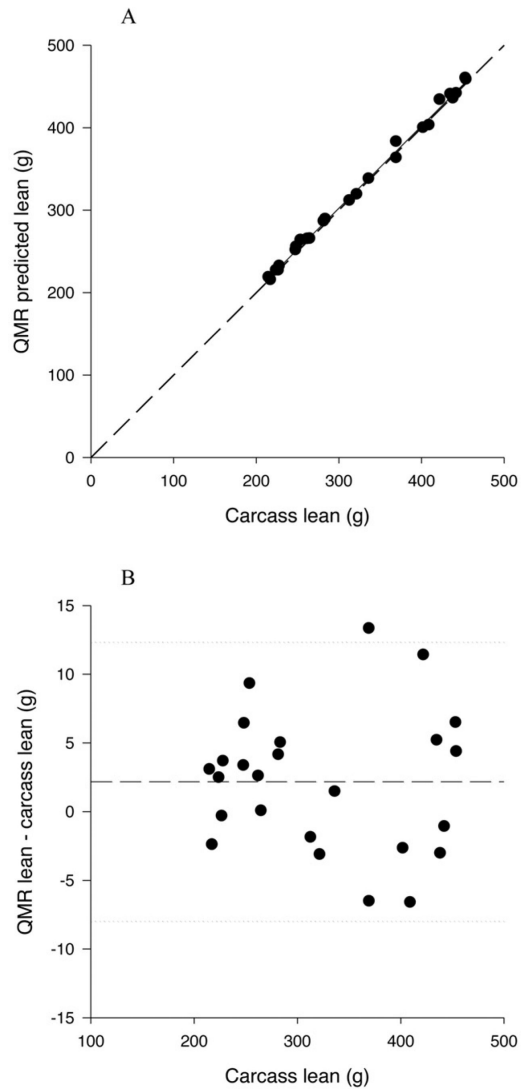 A
500
400
300
200
100
0
QMR predicted lean (g)
0 100 200 300 400 500
Carcass lean (g)
B
15
10
5
0
-5
-10
-15
QMR lean - carcass lean (g)
100 200 300 400 500
Carcass lean (g)